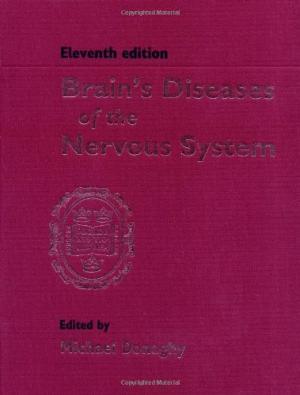 Eleventh edition
Brain's Diseases
of the
Nervous System
Edited by
Michael Donaghy